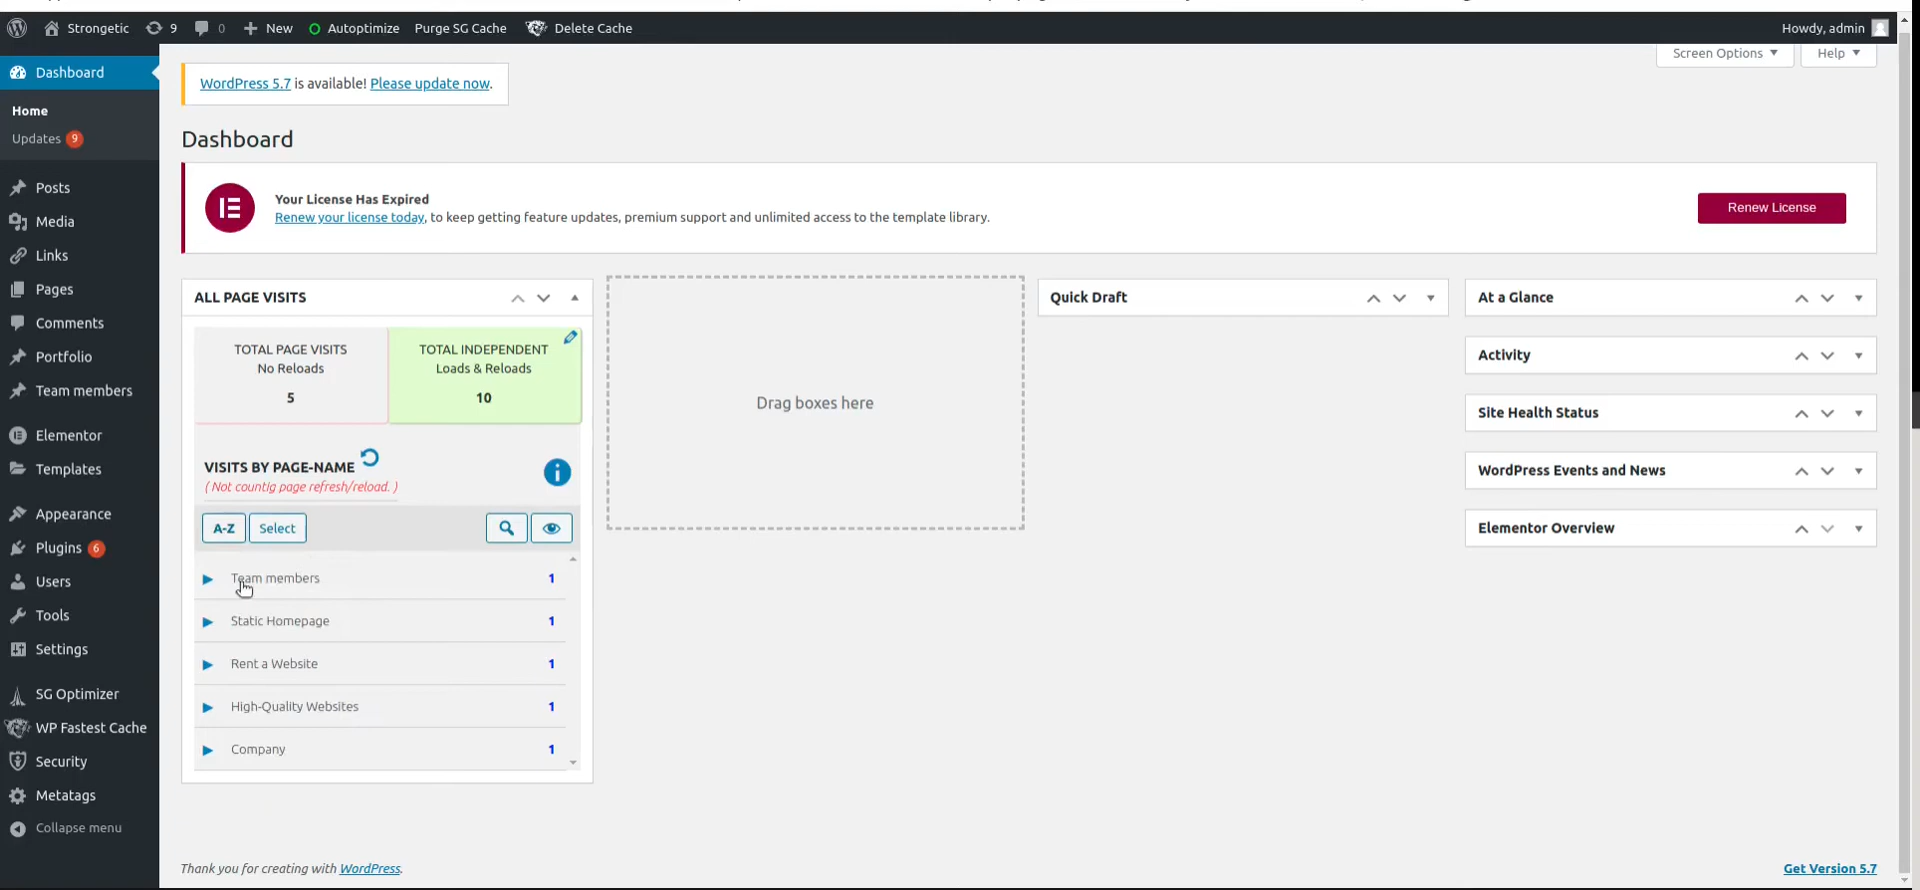 Strongetic
9
0
New
Autoptimize
Purge SG Cache
Delete Cache
Howdy, admin
Dashboard
Home
Updates 9
Posts
Media
Links
Pages
Comments
Portfolio
Team members
Elementor
Templates
Appearance
Plugins 6
Users
Tools
Settings
SG Optimizer
WP Fastest Cache
Security
Metatags
Collapse menu
Screen Options
Help
WordPress 5.7 is available! Please update now.
Dashboard
Your License Has Expired
Renew your license today, to keep getting feature updates, premium support and unlimited access to the template library.
Renew License
ALL PAGE VISITS
TOTAL PAGE VISITS
No Reloads
5
TOTAL INDEPENDENT
Loads & Reloads
10
VISITS BY PAGE-NAME
( Not countig page refresh/reload. )
A-Z
Select
Team members 1
Static Homepage 1
Rent a Website 1
High-Quality Websites 1
Company 1
Drag boxes here
Quick Draft
At a Glance
Activity
Site Health Status
WordPress Events and News
Elementor Overview
Thank you for creating with WordPress.
Get Version 5.7